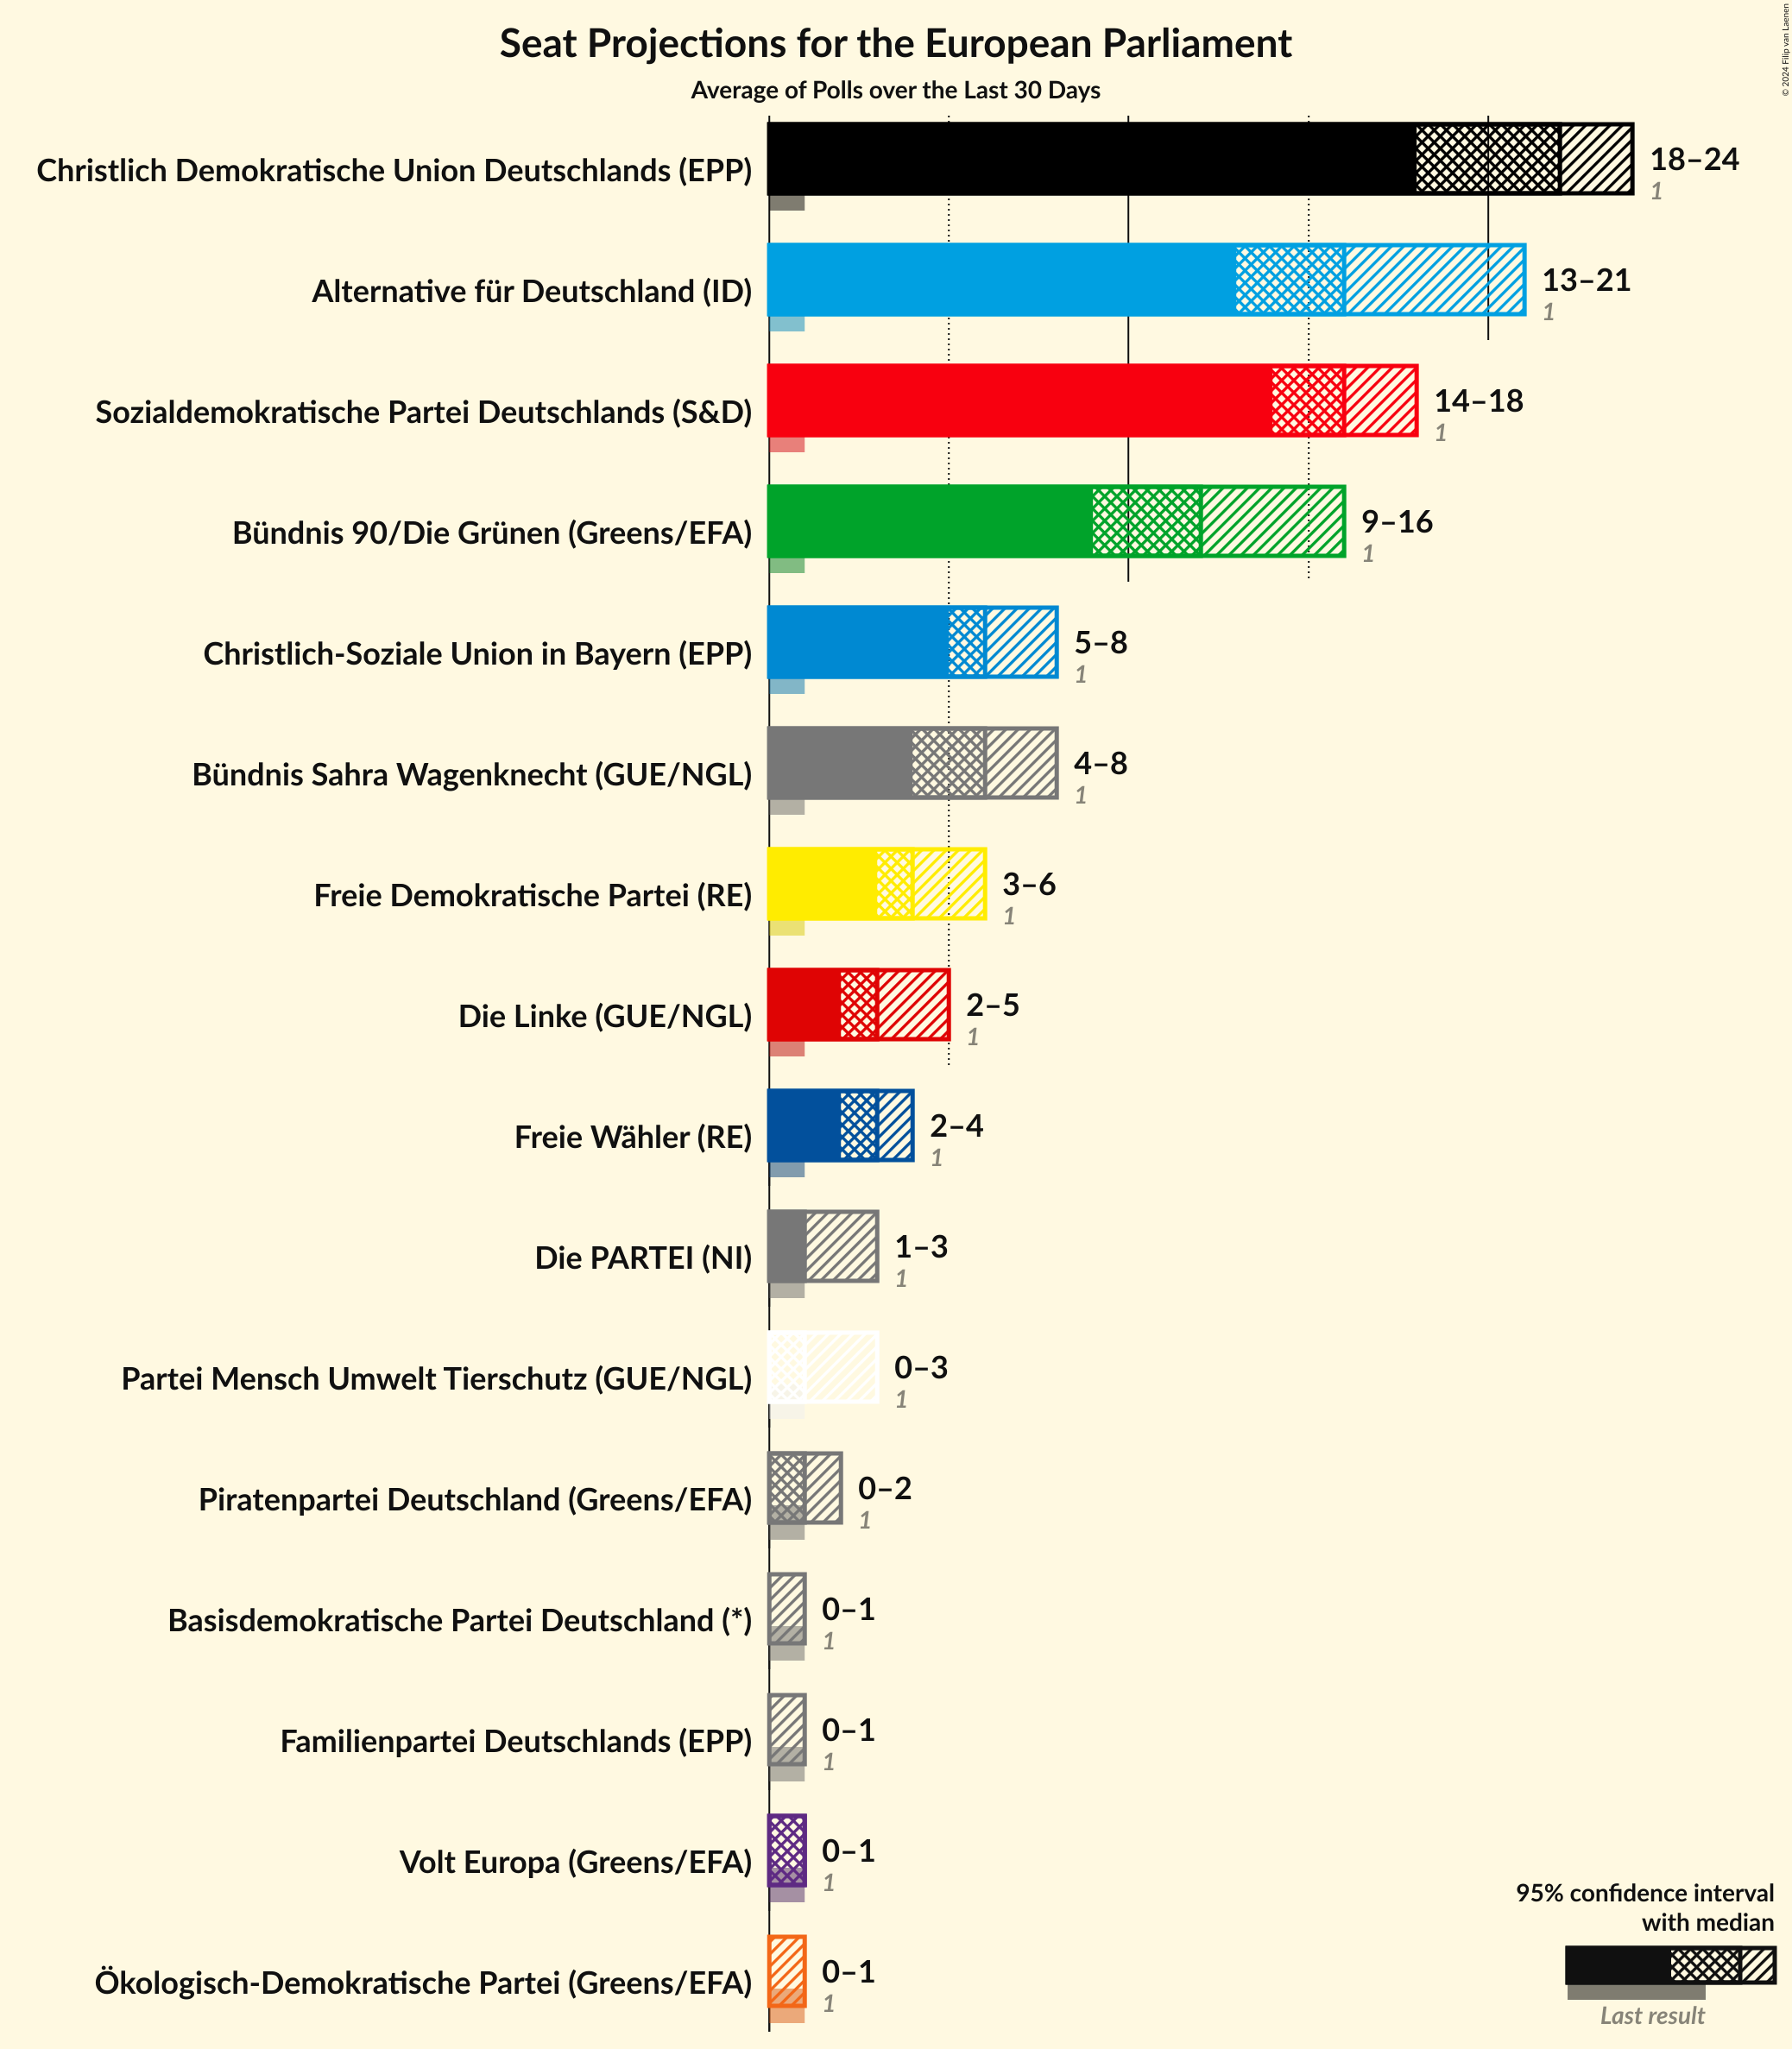 Seat Projections for the European Parliament
Average of Polls over the Last 30 Days
© 2024 Filip van Laenen
Christlich Demokratische Union Deutschlands (EPP) 18–24
1
Alternative für Deutschland (ID) 13–21
1
Sozialdemokratische Partei Deutschlands (S&D) 14–18
1
Bündnis 90/Die Grünen (Greens/EFA) 9–16
1
Christlich-Soziale Union in Bayern (EPP) 5–8
1
Bündnis Sahra Wagenknecht (GUE/NGL) 4–8
1
Freie Demokratische Partei (RE) 3–6
1
Die Linke (GUE/NGL) 2–5
1
Freie Wähler (RE) 2–4
1
Die PARTEI (NI) 1–3
1
Partei Mensch Umwelt Tierschutz (GUE/NGL) 0–3
1
Piratenpartei Deutschland (Greens/EFA) 0–2
1
Basisdemokratische Partei Deutschland (*) 0–1
1
Familienpartei Deutschlands (EPP) 0–1
1
Volt Europa (Greens/EFA) 0–1
1
Ökologisch-Demokratische Partei (Greens/EFA) 0–1
1
95% confidence interval
with median
Last result